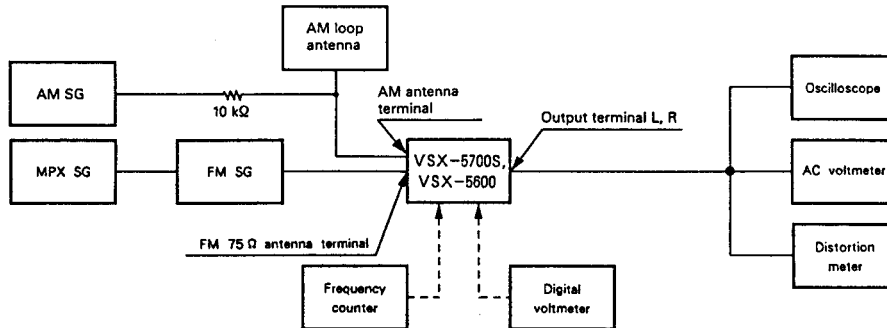 AM loop
antenna
AM SG
10 kΩ
AM antenna
terminal
Output terminal L, R
Oscilloscope
MPX SG
FM SG
VSX-5700S,
VSX-5600
AC voltmeter
FM 75 Ω antenna terminal
Frequency
counter
Digital
voltmeter
Distortion
meter